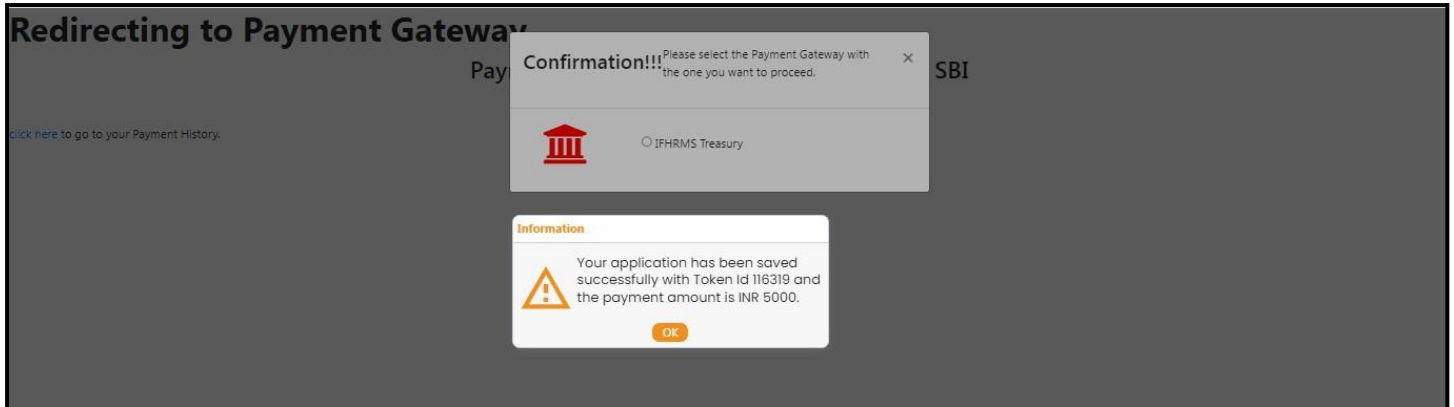 Redirecting to Payment Gateway
Pay
SBI
Confirmation!!! Please select the Payment Gateway with
the one you want to proceed.
×
click here to go to your Payment History.
IFHRMS Treasury
Information
Your application has been saved
successfully with Token Id 116319 and
the payment amount is INR 5000.
OK